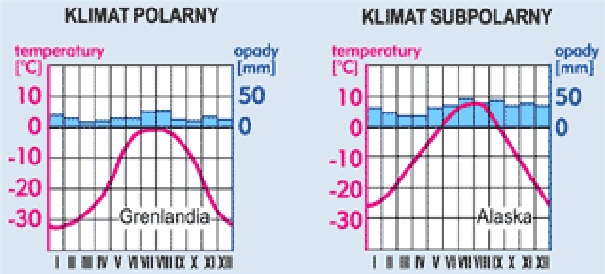 KLIMAT POLARNY
temperatury
[°C]
opady
[mm]
10
0
-10
-20
-30
50
0
Grenlandia
I II III IV V VI VII VIII IX X XI XII
KLIMAT SUBPOLARNY
temperatury
[°C]
opady
[mm]
10
0
-10
-20
-30
50
0
Alaska
I II III IV V VI VII VIII IX X XI XII